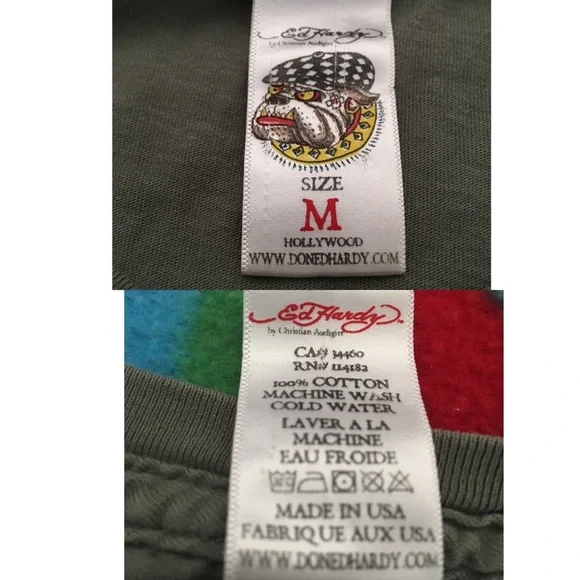 Ed Hardy
by Christian Audigier
SIZE
M
HOLLYWOOD
WWW.DONEDHARDY.COM
Ed Hardy™
by Christian Audigier
CA# 34460
RN# 114182
100% COTTON
MACHINE WASH
COLD WATER
LAVER A LA
MACHINE
EAU FROIDE
MADE IN USA
FABRIQUE AUX USA
WWW.DONEDHARDY.COM